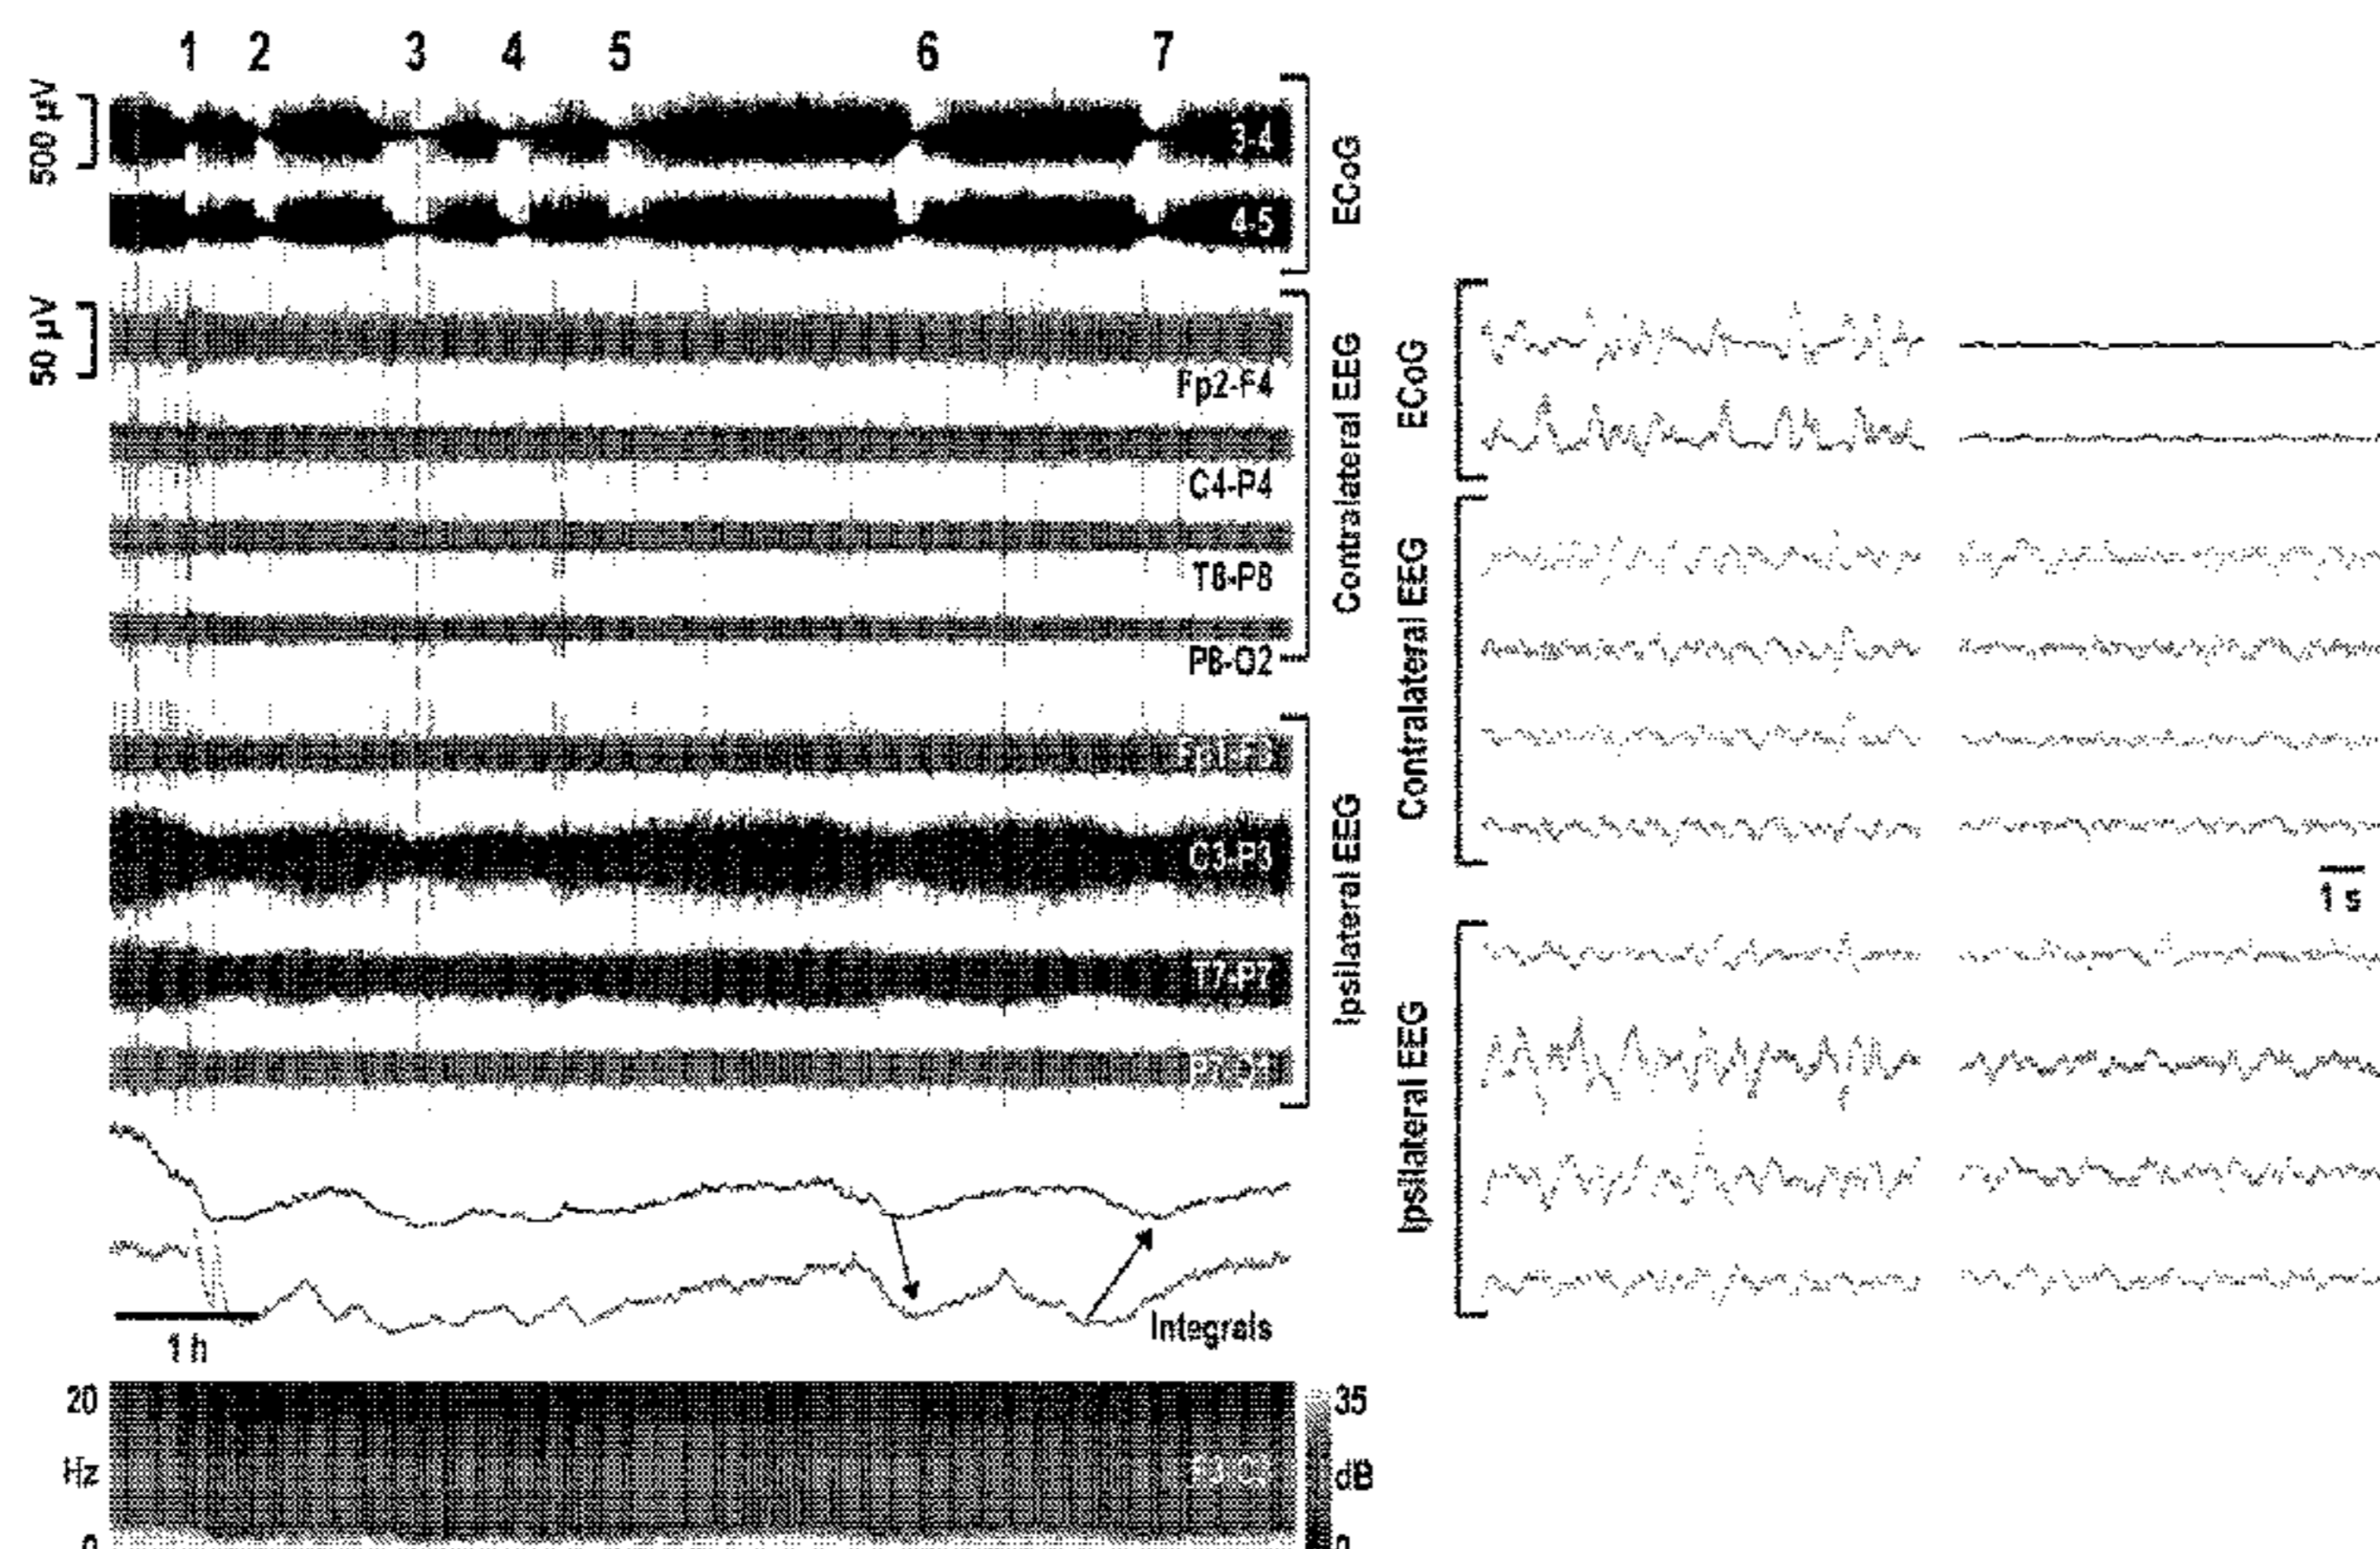 1 2 3 4 5 6 7
500 µV
3-4
4-5
ECoG
50 µV
Fp2-F4
C4-P4
T8-P8
P8-O2
Contralateral EEG
Fp1-F3
C3-P3
T7-P7
Ipsilateral EEG
1 h
Integrals
20
Hz
0
35
dB
0
ECoG
Contralateral EEG
1 s
Ipsilateral EEG